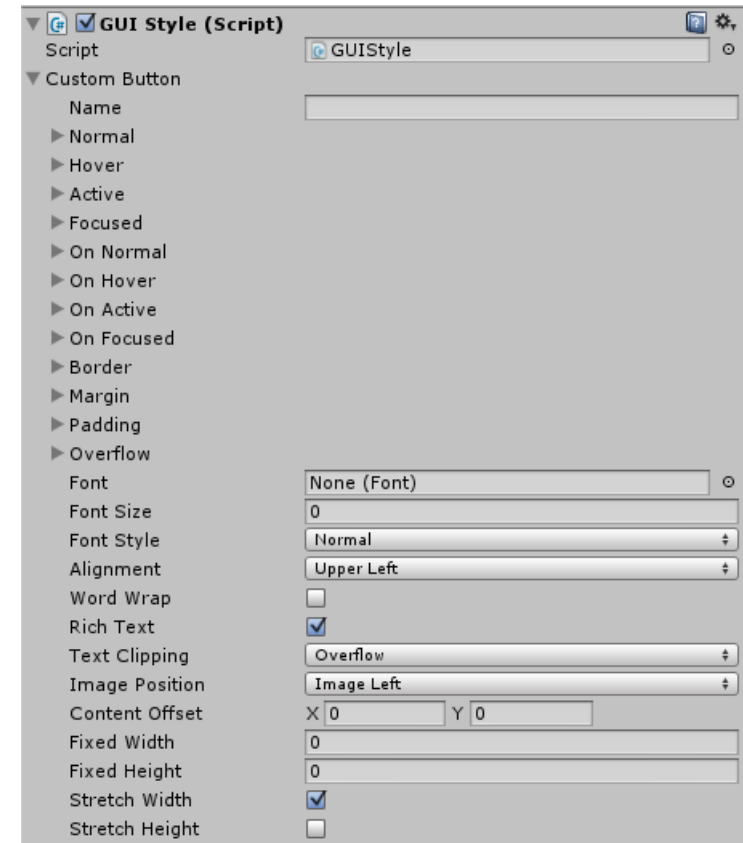 GUI Style (Script)
Script GUIStyle
Custom Button
Name
Normal
Hover
Active
Focused
On Normal
On Hover
On Active
On Focused
Border
Margin
Padding
Overflow
Font None (Font)
Font Size 0
Font Style Normal
Alignment Upper Left
Word Wrap
Rich Text
Text Clipping Overflow
Image Position Image Left
Content Offset X 0 Y 0
Fixed Width 0
Fixed Height 0
Stretch Width
Stretch Height